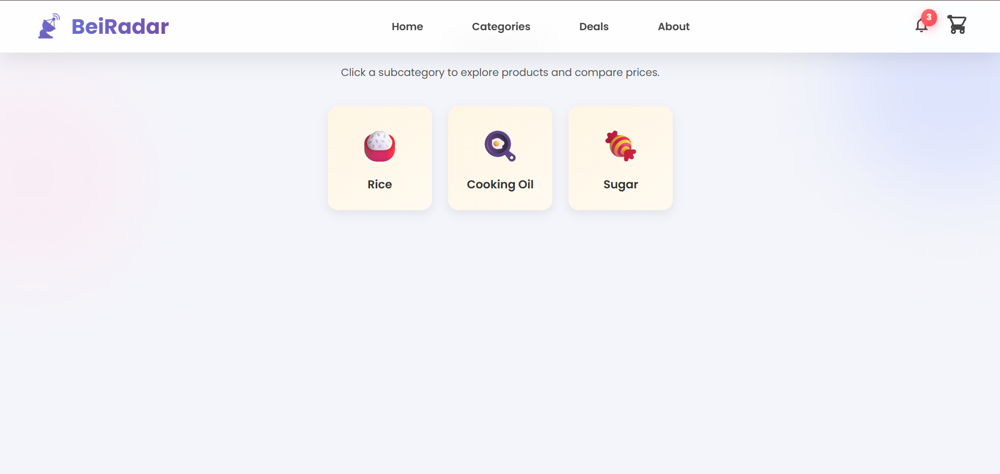 BeiRadar
Home
Categories
Deals
About
3
Click a subcategory to explore products and compare prices.
Rice
Cooking Oil
Sugar